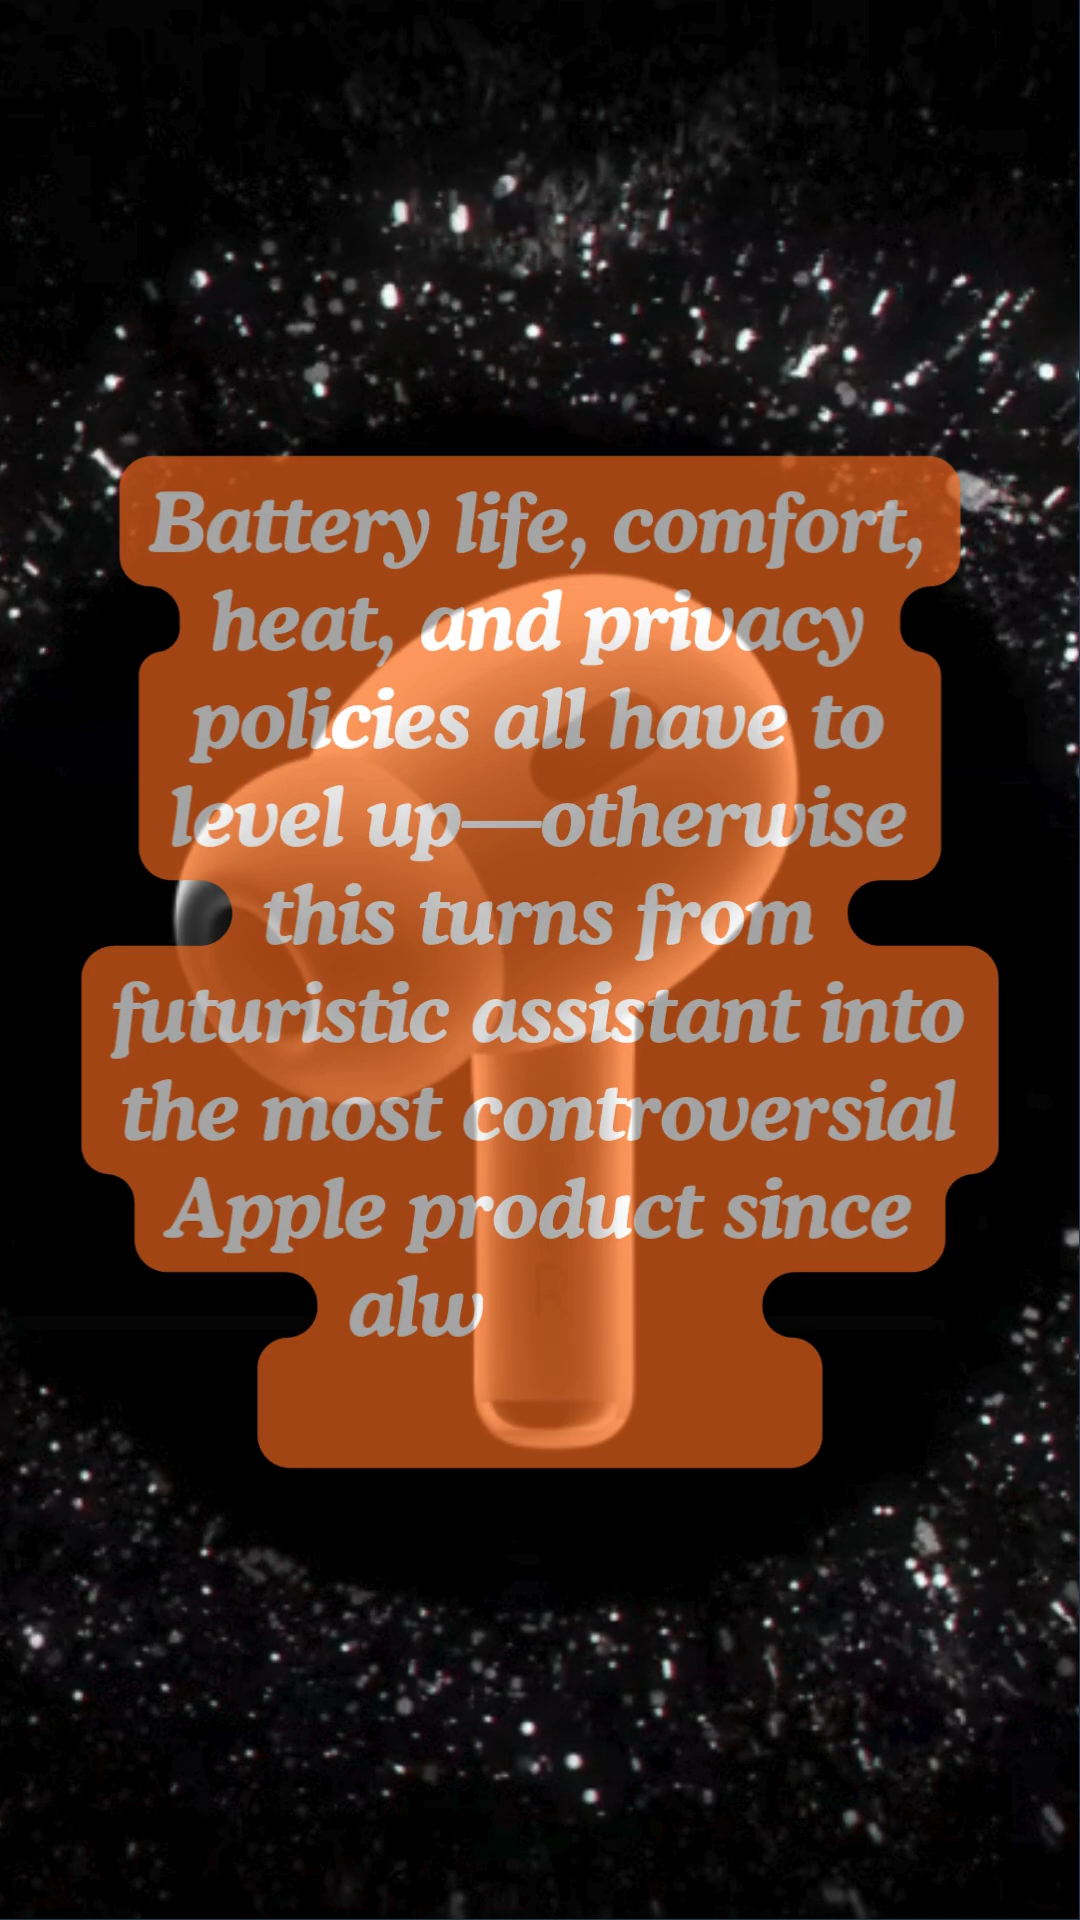 Battery life, comfort,
heat, and privacy
policies all have to
level up—otherwise
this turns from
futuristic assistant into
the most controversial
Apple product since
alw
R